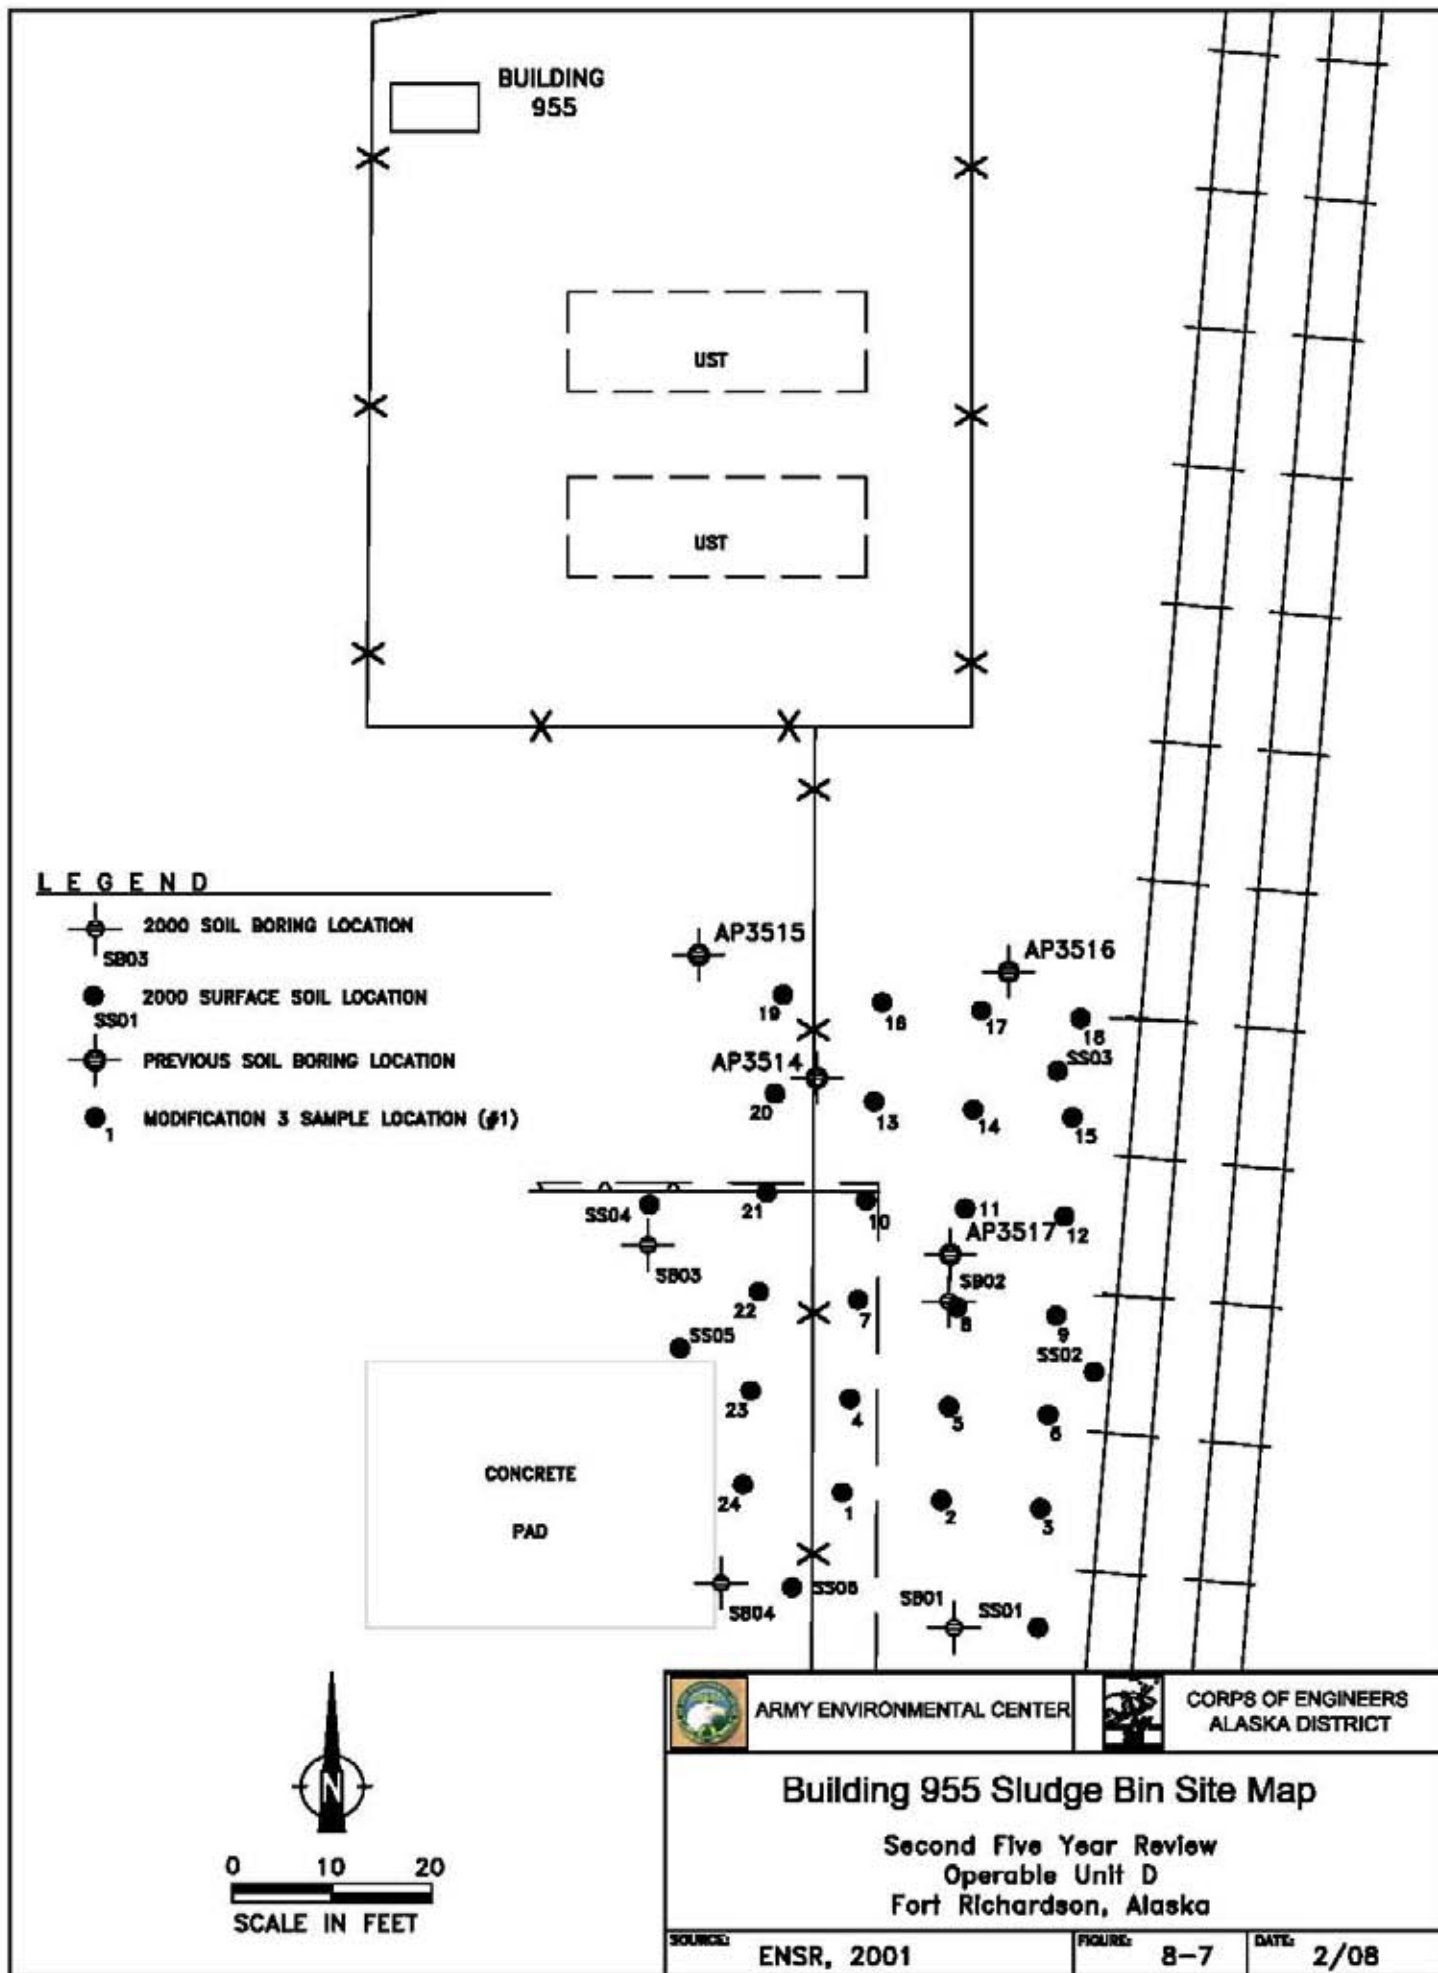 BUILDING
955
UST
UST
L E G E N D
2000 SOIL BORING LOCATION
SB03
2000 SURFACE SOIL LOCATION
SS01
PREVIOUS SOIL BORING LOCATION
MODIFICATION 3 SAMPLE LOCATION (#1)
1
AP3515
AP3516
19
16
17
18
SS03
AP3514
20
13
14
15
SS04
21
10
11
12
AP3517
SB03
SB02
22
7
8
9
SS05
SS02
23
4
5
6
CONCRETE
PAD
24
1
2
3
SB04
SS06
SB01
SS01
N
0 10 20
SCALE IN FEET
ARMY ENVIRONMENTAL CENTER
CORPS OF ENGINEERS
ALASKA DISTRICT
Building 955 Sludge Bin Site Map
Second Five Year Review
Operable Unit D
Fort Richardson, Alaska
SOURCE: ENSR, 2001
FIGURE: 8-7
DATE: 2/08